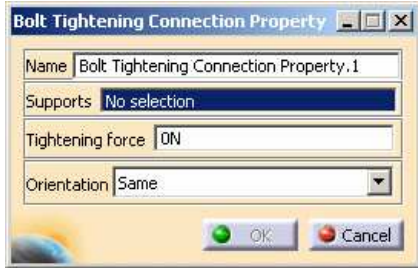 Bolt Tightening Connection Property
Name Bolt Tightening Connection Property.1
Supports No selection
Tightening force 0N
Orientation Same
OK Cancel